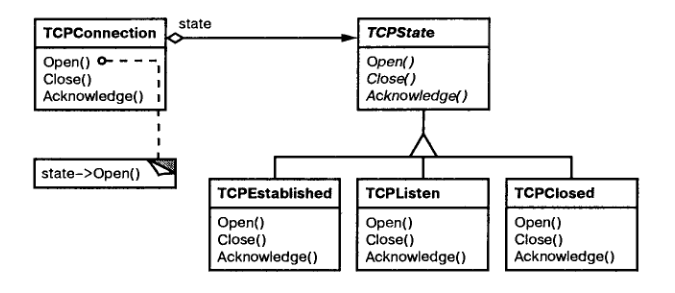 state
TCPConnection
Open()
Close()
Acknowledge()
TCPState
Open()
Close()
Acknowledge()
state->Open()
TCPEstablished
Open()
Close()
Acknowledge()
TCPListen
Open()
Close()
Acknowledge()
TCPClosed
Open()
Close()
Acknowledge()